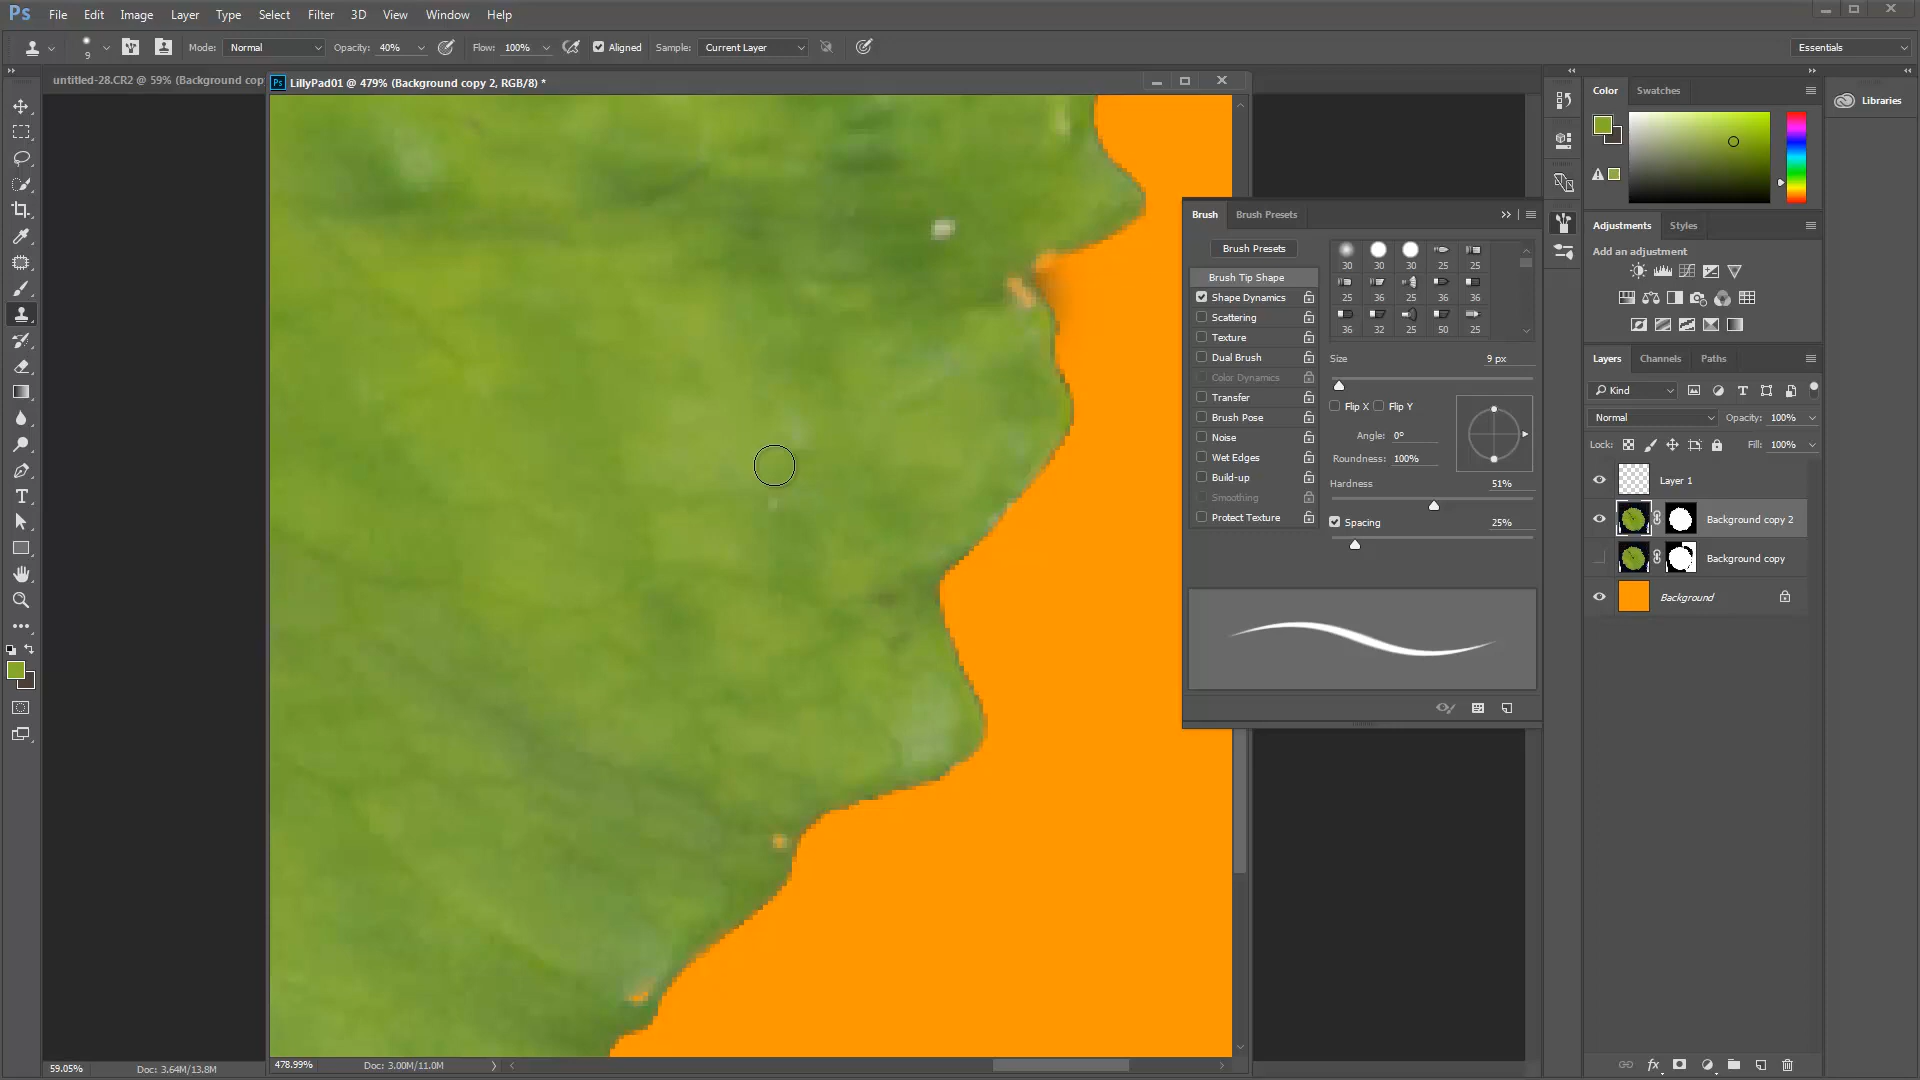 Ps File Edit Image Layer Type Select Filter 3D View Window Help
9 Mode: Normal Opacity: 40% Flow: 100% Aligned Sample: Current Layer Essentials
untitled-28.CR2 @ 59% (Background cop
Ps LillyPad01 @ 479% (Background copy 2, RGB/8) *
Color Swatches
Libraries
Brush Brush Presets
Brush Presets
Brush Tip Shape
Shape Dynamics
Scattering
Texture
Dual Brush
Color Dynamics
Transfer
Brush Pose
Noise
Wet Edges
Build-up
Smoothing
Protect Texture
30 30 30 25 25
25 36 25 36 36
36 32 25 50 25
Size 9 px
Flip X Flip Y
Angle: 0°
Roundness: 100%
Hardness 51%
Spacing 25%
Adjustments Styles
Add an adjustment
Layers Channels Paths
Kind
Normal Opacity: 100%
Lock: Fill: 100%
Layer 1
Background copy 2
Background copy
Background
fx
59.05% Doc: 3.64M/13.8M
478.99% Doc: 3.00M/11.0M